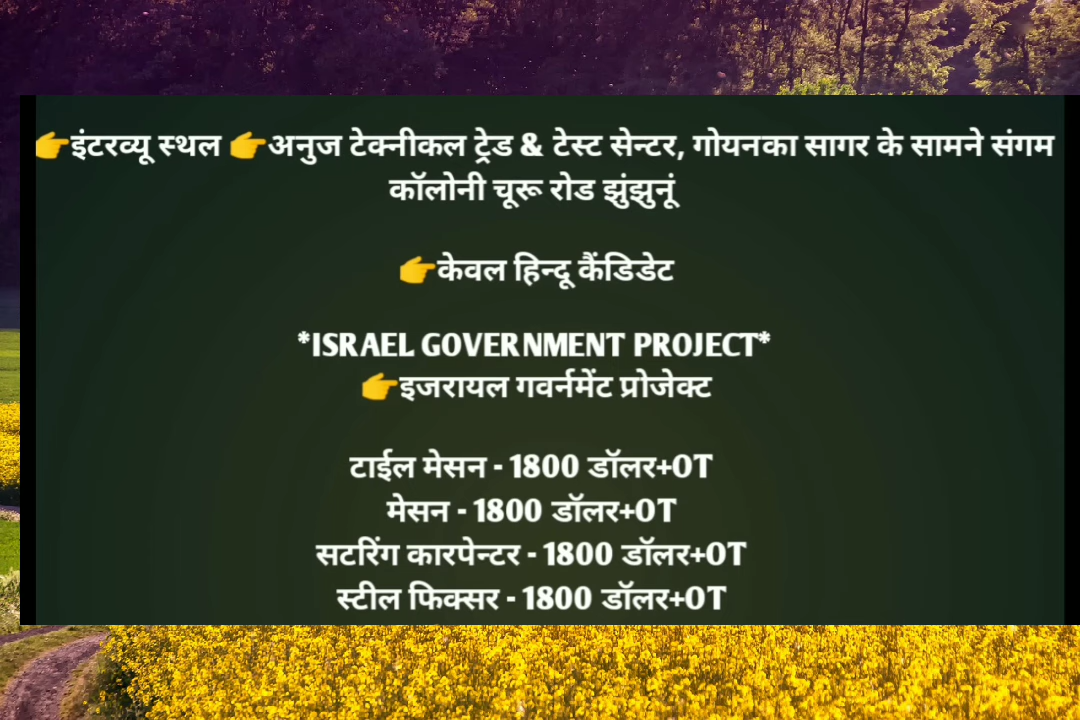 👉इंटरव्यू स्थल 👉अनुज टेक्नीकल ट्रेड & टेस्ट सेन्टर, गोयनका सागर के सामने संगम
कॉलोनी चूरू रोड झुंझुनूं
👉केवल हिन्दू कैंडिडेट
*ISRAEL GOVERNMENT PROJECT*
👉इजरायल गवर्नमेंट प्रोजेक्ट
टाईल मेसन - 1800 डॉलर+OT
मेसन - 1800 डॉलर+OT
सटरिंग कारपेन्टर - 1800 डॉलर+OT
स्टील फिक्सर - 1800 डॉलर+OT